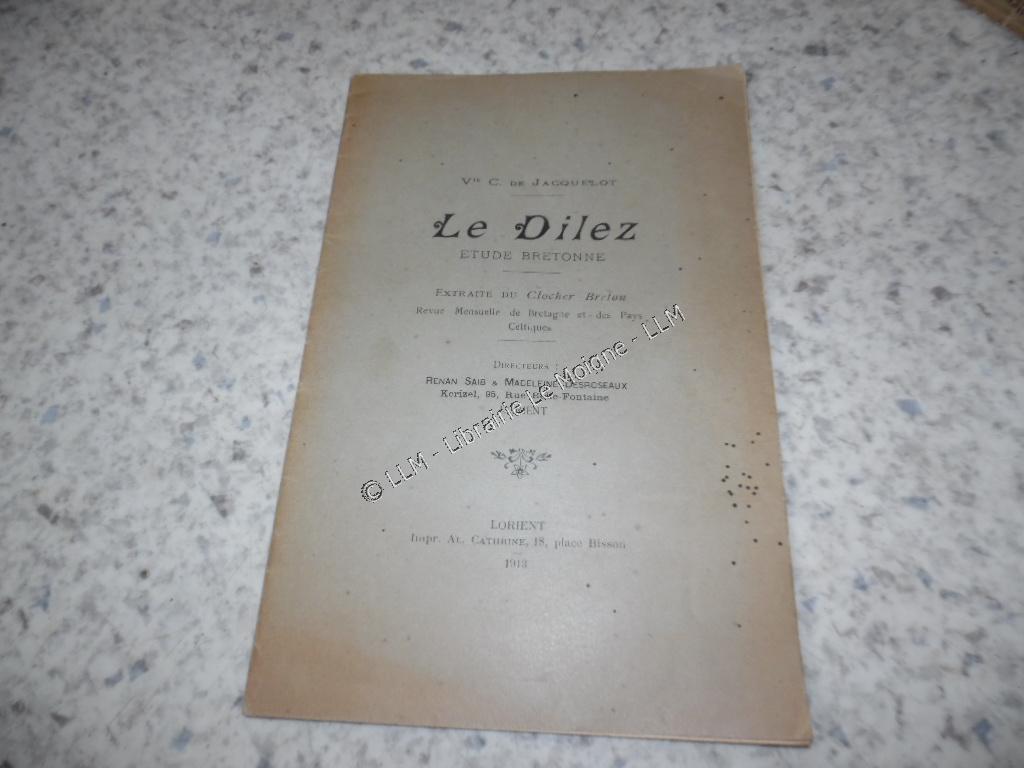 Vte C. DE JACQUELOT
Le Dilez
ETUDE BRETONNE
EXTRAITE DU Clocher Breton
Revue Mensuelle de Bretagne et des Pays
Celtiques
DIRECTEURS :
RENAN SAIB & MADELEINE DESROSEAUX
Kerizel, 95, Rue Belle-Fontaine
© LLM - Librairie Le Moigne - LLM
LORIENT
Impr. AL. CATHRINE, 18, place Bisson
1913